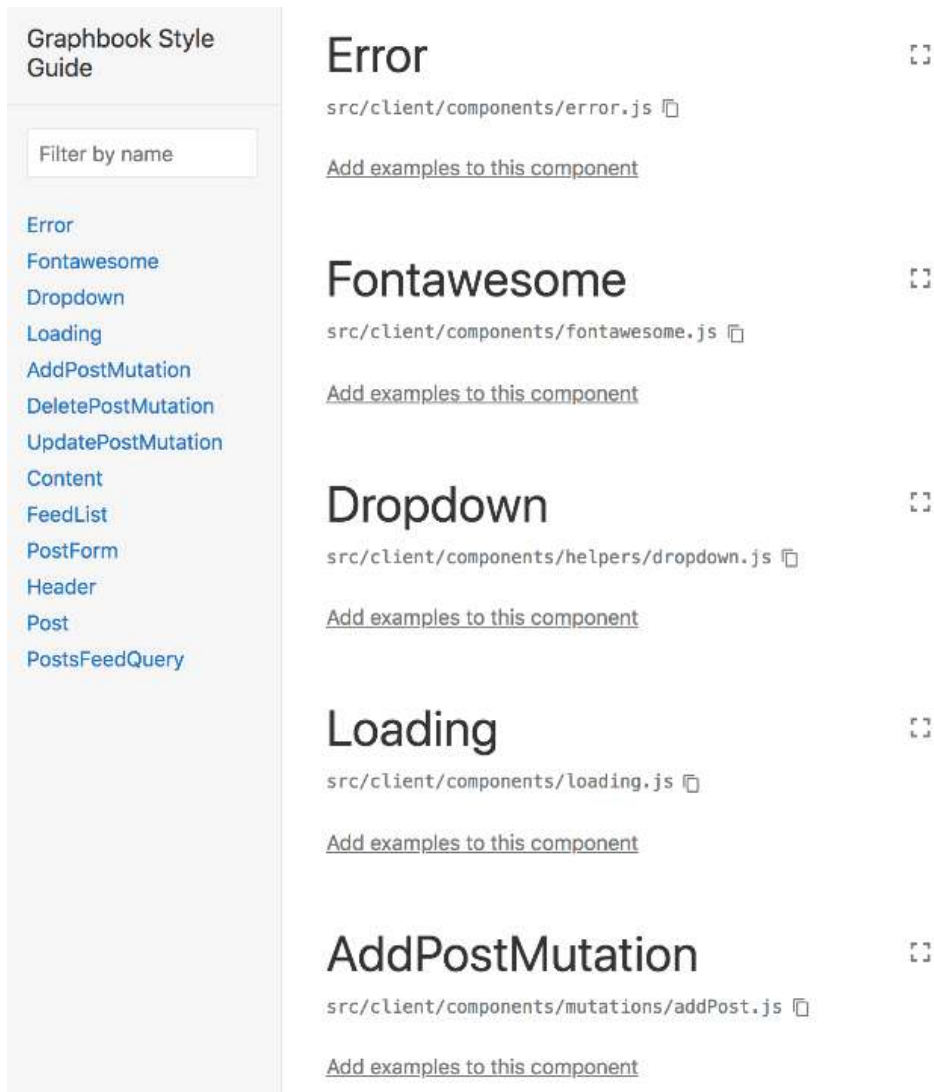 Graphbook Style
Guide
Filter by name
Error
Fontawesome
Dropdown
Loading
AddPostMutation
DeletePostMutation
UpdatePostMutation
Content
FeedList
PostForm
Header
Post
PostsFeedQuery
Error
src/client/components/error.js
Add examples to this component
Fontawesome
src/client/components/fontawesome.js
Add examples to this component
Dropdown
src/client/components/helpers/dropdown.js
Add examples to this component
Loading
src/client/components/loading.js
Add examples to this component
AddPostMutation
src/client/components/mutations/addPost.js
Add examples to this component